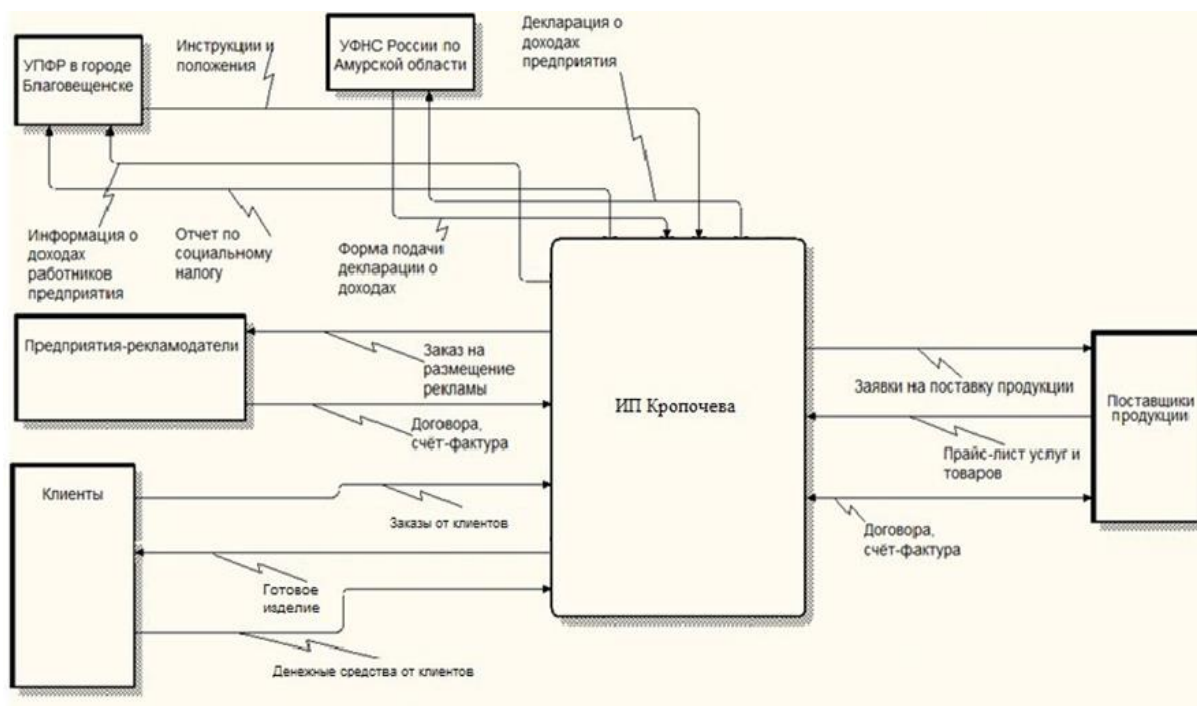 Инструкции и
положения
УПФР в городе
Благовещенске
УФНС России по
Амурской области
Декларация о
доходах
предприятия
Информация о
доходах
работников
предприятия
Отчет по
социальному
налогу
Форма подачи
декларации о
доходах
Предприятия-рекламодатели
Заказ на
размещение
рекламы
Договора,
счёт-фактура
ИП Кропочева
Заявки на поставку продукции
Поставщики
продукции
Прайс-лист услуг и
товаров
Договора,
счёт-фактура
Клиенты
Заказы от клиентов
Готовое
изделие
Денежные средства от клиентов